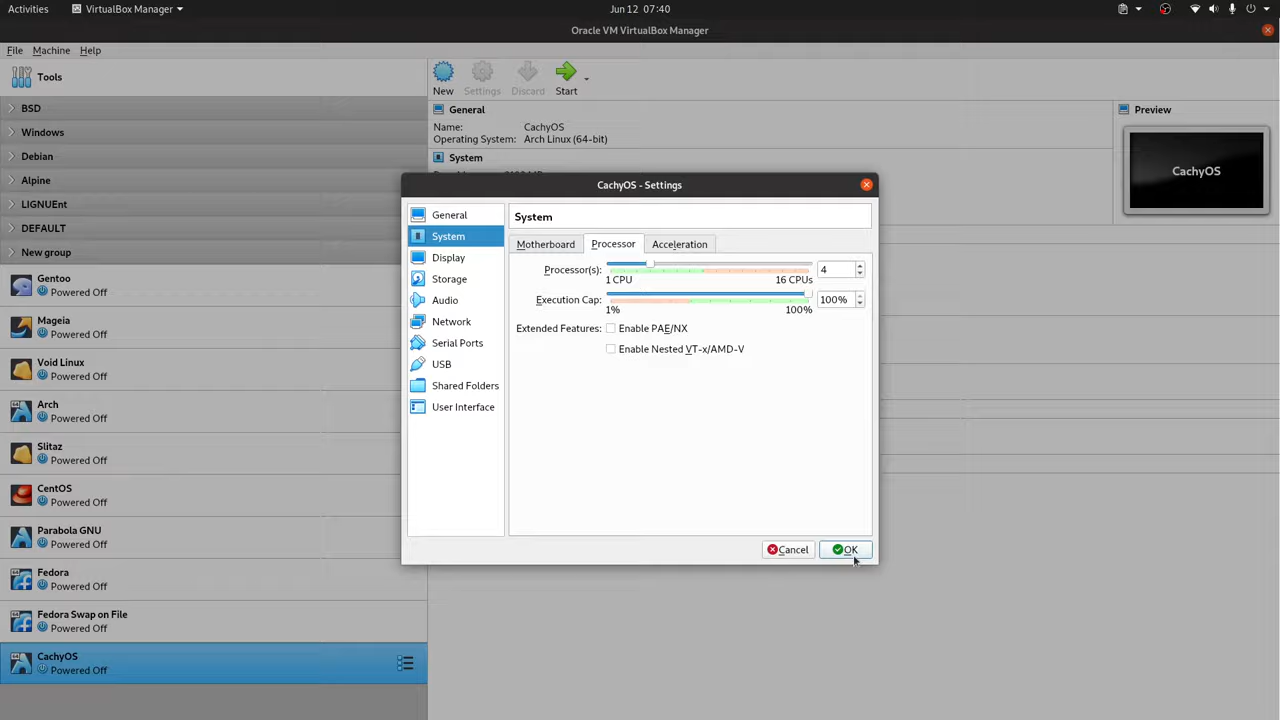 Activities VirtualBox Manager Jun 12 07:40
Oracle VM VirtualBox Manager
File Machine Help
Tools
New Settings Discard Start
BSD
Windows
Debian
Alpine
LIGNUEnt
DEFAULT
New group
Gentoo
Powered Off
Mageia
Powered Off
Void Linux
Powered Off
Arch
Powered Off
Slitaz
Powered Off
CentOS
Powered Off
Parabola GNU
Powered Off
Fedora
Powered Off
Fedora Swap on File
Powered Off
CachyOS
Powered Off
General
Name: CachyOS
Operating System: Arch Linux (64-bit)
System
Preview
CachyOS
CachyOS - Settings
General
System
Display
Storage
Audio
Network
Serial Ports
USB
Shared Folders
User Interface
System
Motherboard Processor Acceleration
Processor(s): 4
1 CPU 16 CPUs
Execution Cap: 100%
1% 100%
Extended Features: Enable PAE/NX
Enable Nested VT-x/AMD-V
Cancel OK